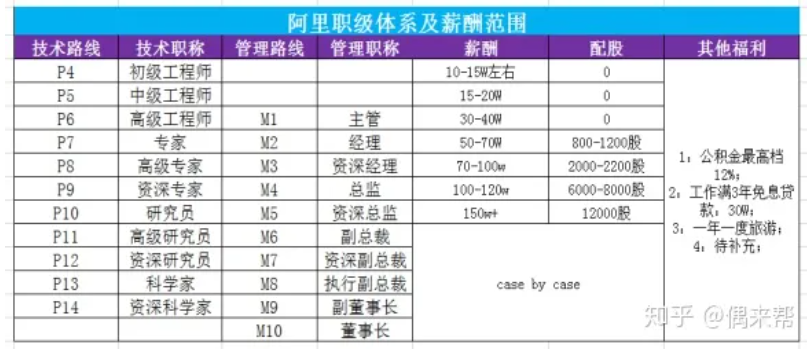 阿里职级体系及薪酬范围
技术路线 技术职称 管理路线 管理职称 薪酬 配股 其他福利
P4 初级工程师 10-15W左右 0
P5 中级工程师 15-20W 0
P6 高级工程师 M1 主管 30-40W 0
P7 专家 M2 经理 50-70W 800-1200股
P8 高级专家 M3 资深经理 70-100w 2000-2200股
P9 资深专家 M4 总监 100-120w 6000-8000股
P10 研究员 M5 资深总监 150w+ 12000股
P11 高级研究员 M6 副总裁
P12 资深研究员 M7 资深副总裁
P13 科学家 M8 执行副总裁
P14 资深科学家 M9 副董事长
M10 董事长
case by case
1：公积金最高档
12%；
2：工作满3年免息贷
款：30W；
3：一年一度旅游；
4：待补充；
知乎 @偶来帮